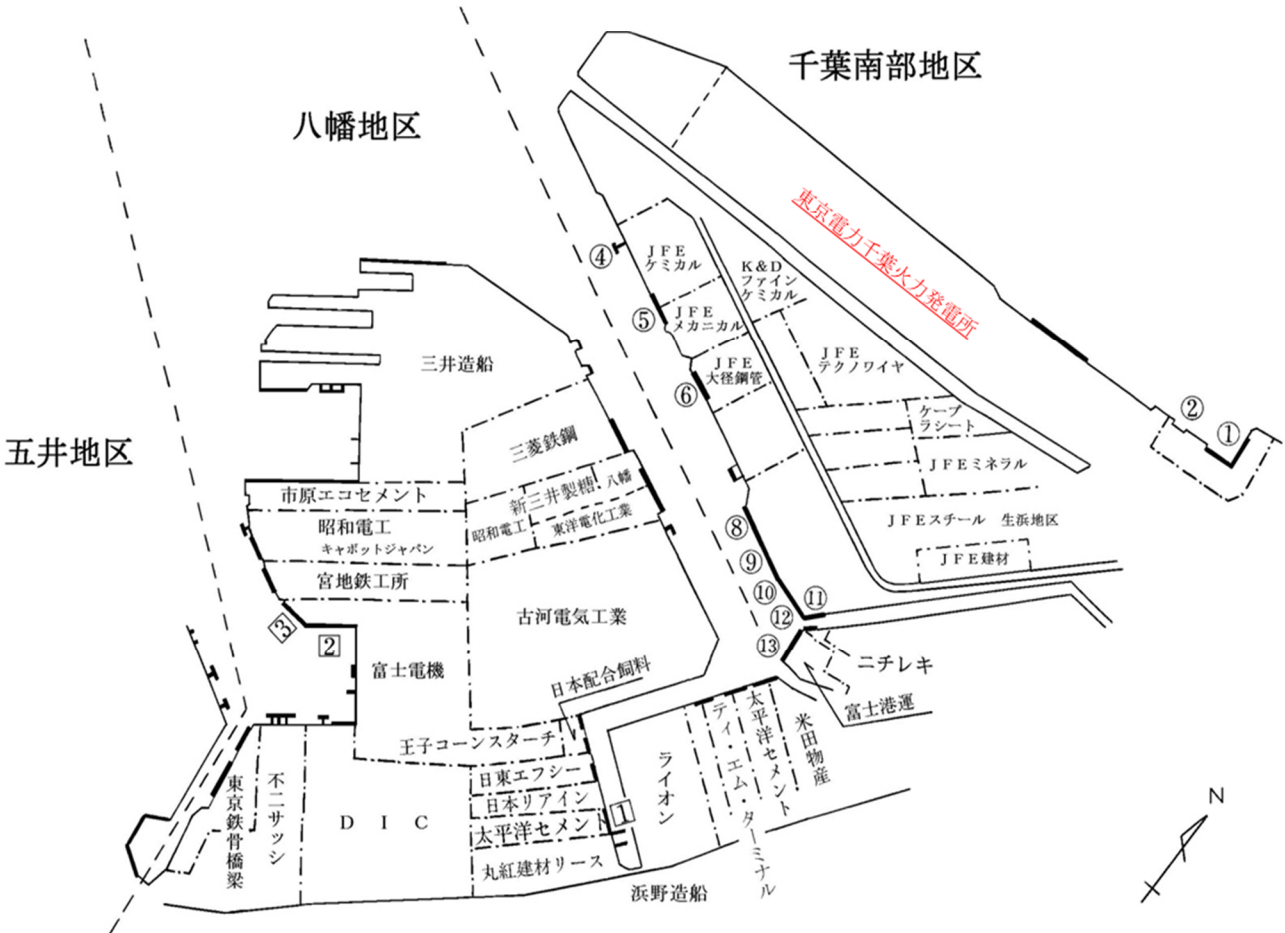 千葉南部地区
八幡地区
五井地区
東京電力千葉火力発電所
④
JFE
ケミカル
K&D
ファイン
ケミカル
⑤
JFE
メカニカル
⑥
JFE
大径鋼管
JFE
テクノワイヤ
②
①
ケープ
ラシート
JFEミネラル
JFEスチール 生浜地区
JFE建材
⑧
⑨
⑩
⑪
⑫
⑬
三井造船
三菱鉄鋼
新三井製糖
八幡
昭和電工
東洋電化工業
市原エコセメント
昭和電工
キャボットジャパン
宮地鉄工所
古河電気工業
3
2
富士電機
日本配合飼料
ニチレキ
富士港運
王子コーンスターチ
日東エフシー
日本リアイン
太平洋セメント
丸紅建材リース
1
ライオン
ティ・エム・ターミナル
太平洋セメント
米田物産
東京鉄骨橋梁
不二サッシ
DIC
浜野造船
N